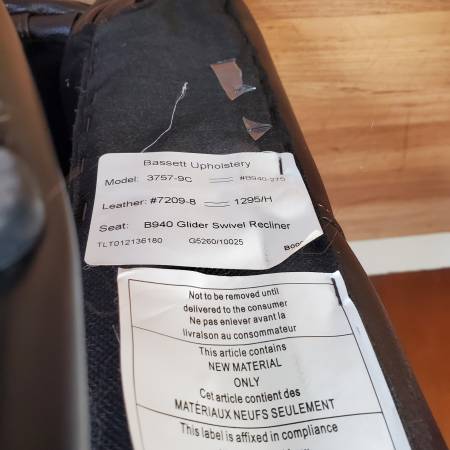 Bassett Upholstery
Model: 3757-9C #B940-275
Leather: #7209-8 1295/H
Seat: B940 Glider Swivel Recliner
TLT012136180 G5260/10025
Not to be removed until
delivered to the consumer
Ne pas enlever avant la
livraison au consommateur
This article contains
NEW MATERIAL
ONLY
Cet article contient des
MATÉRIAUX NEUFS SEULEMENT
This label is affixed in compliance